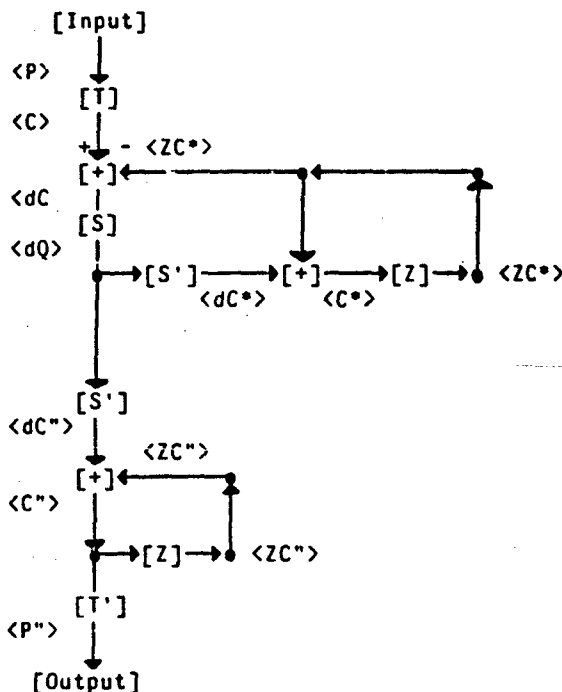 [Input]
<P>
[T]
<C>
+ - <ZC*>
[+]
<dC
[S]
<dQ>
[S'] [+] [Z] <ZC*>
<dC*> <C*>
[S']
<dC">
<ZC">
[+]
<C">
[Z] <ZC">
[T']
<P">
[Output]